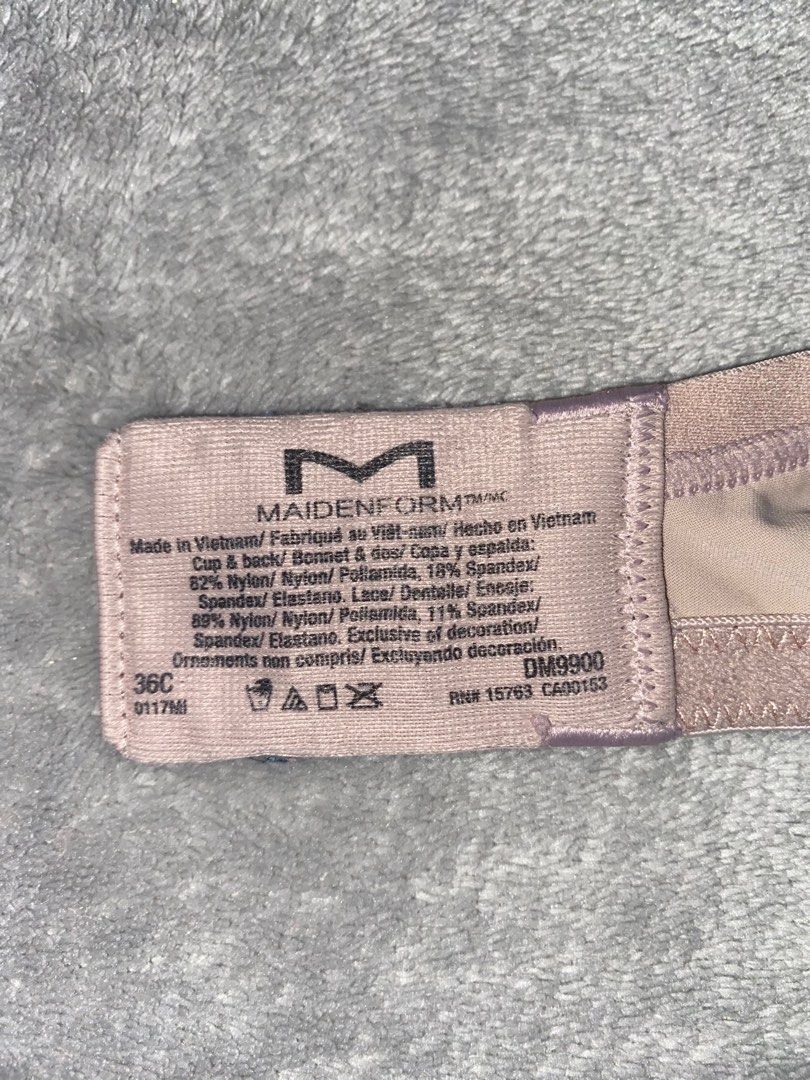 M
MAIDENFORM™/MC
Made in Vietnam/ Fabriqué au Viêt-nam/ Hecho en Vietnam
Cup & back/ Bonnet & dos/ Copa y espalda:
82% Nylon/ Nylon/ Poliamida, 18% Spandex/
Spandex/ Elastano. Lace/ Dentelle/ Encaje:
89% Nylon/ Nylon/ Poliamida, 11% Spandex/
Spandex/ Elastano. Exclusive of decoration/
Ornements non compris/ Excluyendo decoración.
36C DM9900
0117MI RN# 15763 CA00153